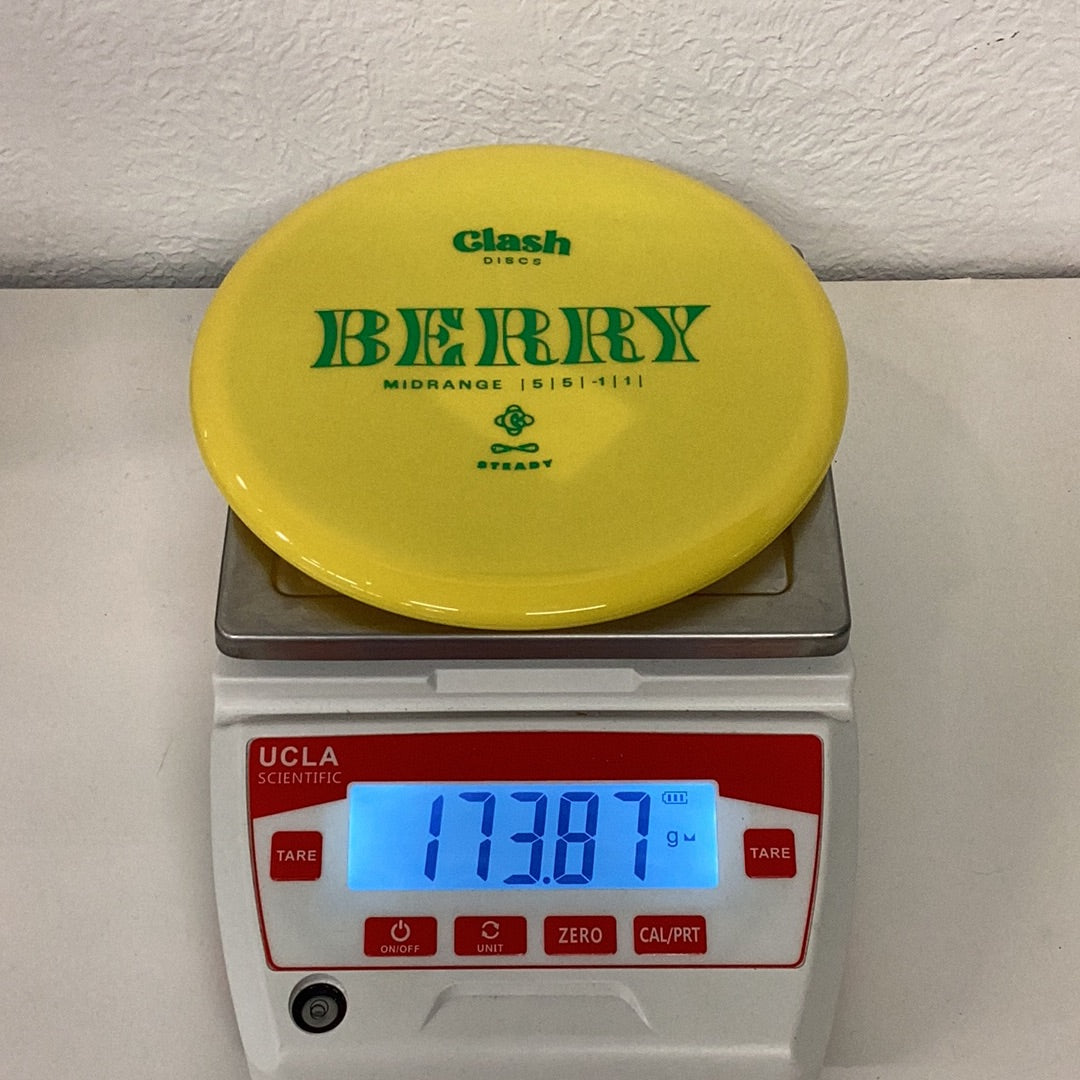 Clash
DISCS
BERRY
MIDRANGE | 5 | 5 | -1 | 1 |
STEADY
UCLA
SCIENTIFIC
173.87
g
TARE
TARE
ON/OFF
UNIT
ZERO
CAL/PRT